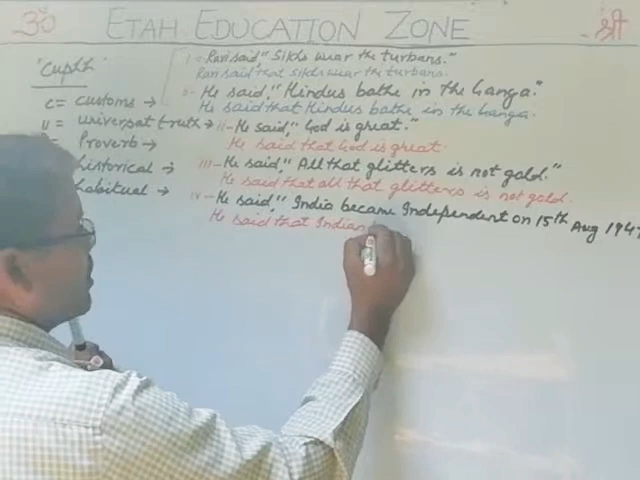 ॐ ETAH EDUCATION ZONE - श्री
"CUPHH"
C = customs →
U = universal truth →
Proverb →
historical →
habitual →
i- Ravi said," Sikhs wear the turbans."
Ravi said that Sikhs wear the turbans.
He said," Hindus bathe in the Ganga."
He said that Hindus bathe in the Ganga.
ii- He said," God is great."
He said that God is great.
iii- He said," All that glitters is not gold."
He said that all that glitters is not gold.
iv- He said," India became Independent on 15th Aug 1947
He said that India